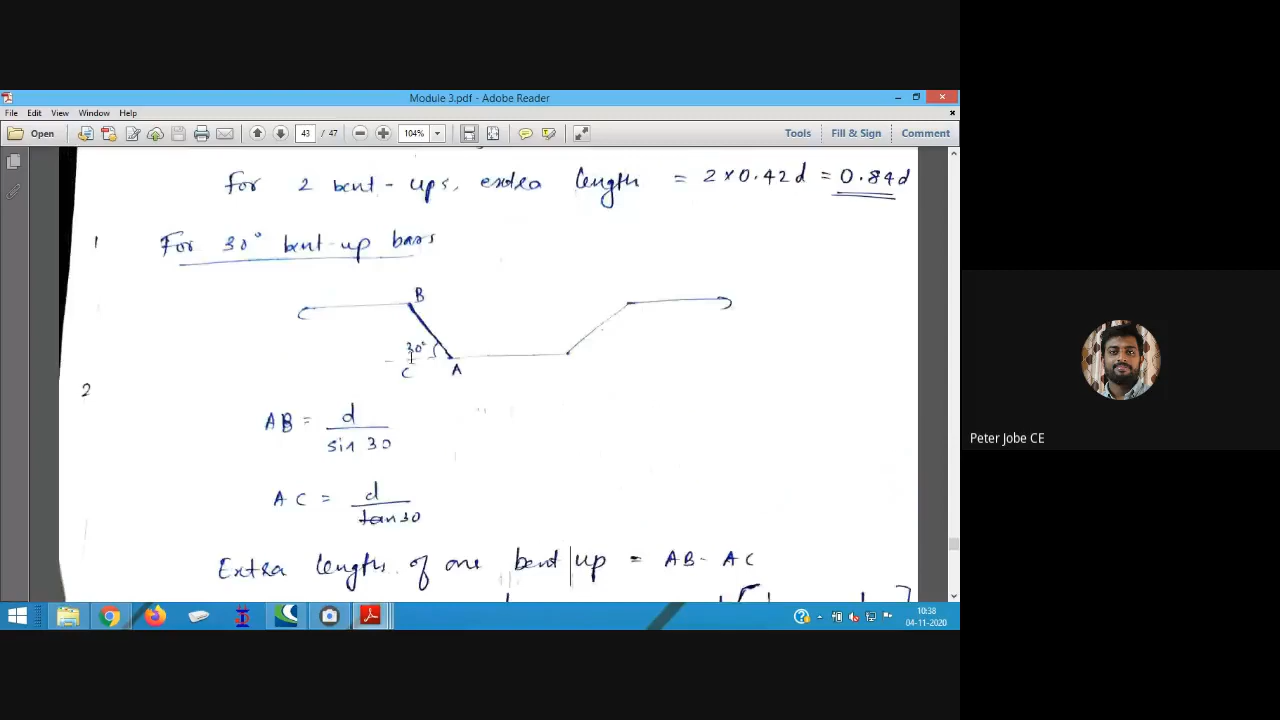 Module 3.pdf - Adobe Reader
File Edit View Window Help
Open 43 / 47 104% Tools Fill & Sign Comment
For 2 bent-ups, extra length = 2 x 0.42d = 0.84d
1
For 30° bent-up bars
B
30°
C A
2
AB = d / sin 30
AC = d / tan 30
Extra length of one bent up = AB - AC
Peter Jobe CE
10:38
04-11-2020